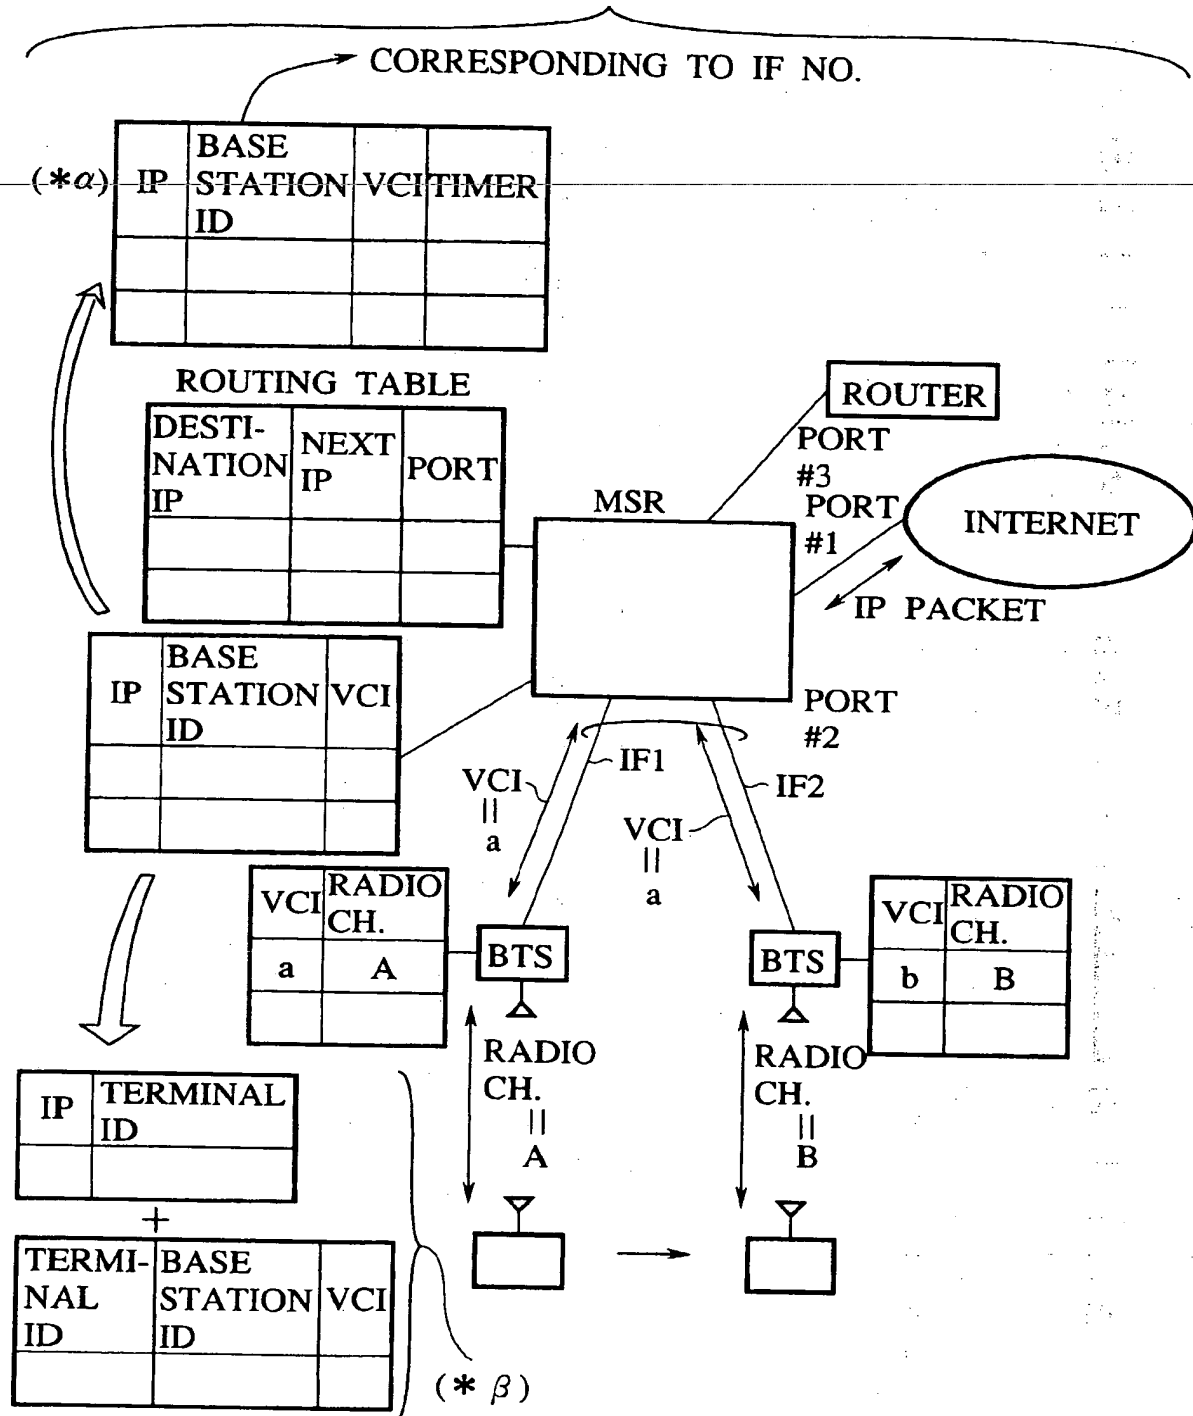 CORRESPONDING TO IF NO.
(*α)
IP
BASE
STATION
ID
VCI
TIMER
ROUTING TABLE
DESTI-
NATION
IP
NEXT
IP
PORT
ROUTER
PORT
#3
MSR
PORT
#1
INTERNET
IP PACKET
IP
BASE
STATION
ID
VCI
PORT
#2
IF1
IF2
VCI
=
a
VCI
=
a
VCI
RADIO
CH.
a
A
BTS
BTS
VCI
RADIO
CH.
b
B
RADIO
CH.
=
A
RADIO
CH.
=
B
IP
TERMINAL
ID
+
TERMI-
NAL
ID
BASE
STATION
ID
VCI
(* β)